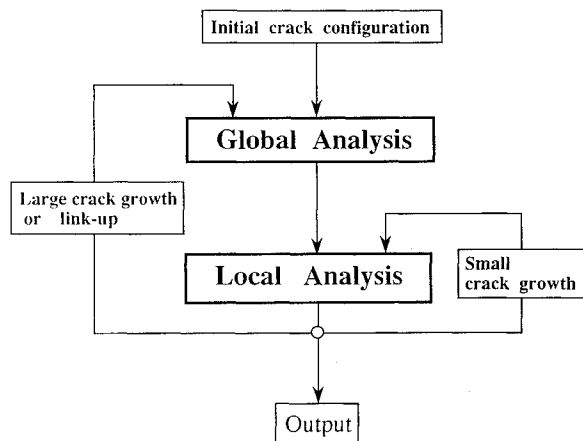 Initial crack configuration
Global Analysis
Large crack growth
or link-up
Local Analysis
Small
crack growth
Output